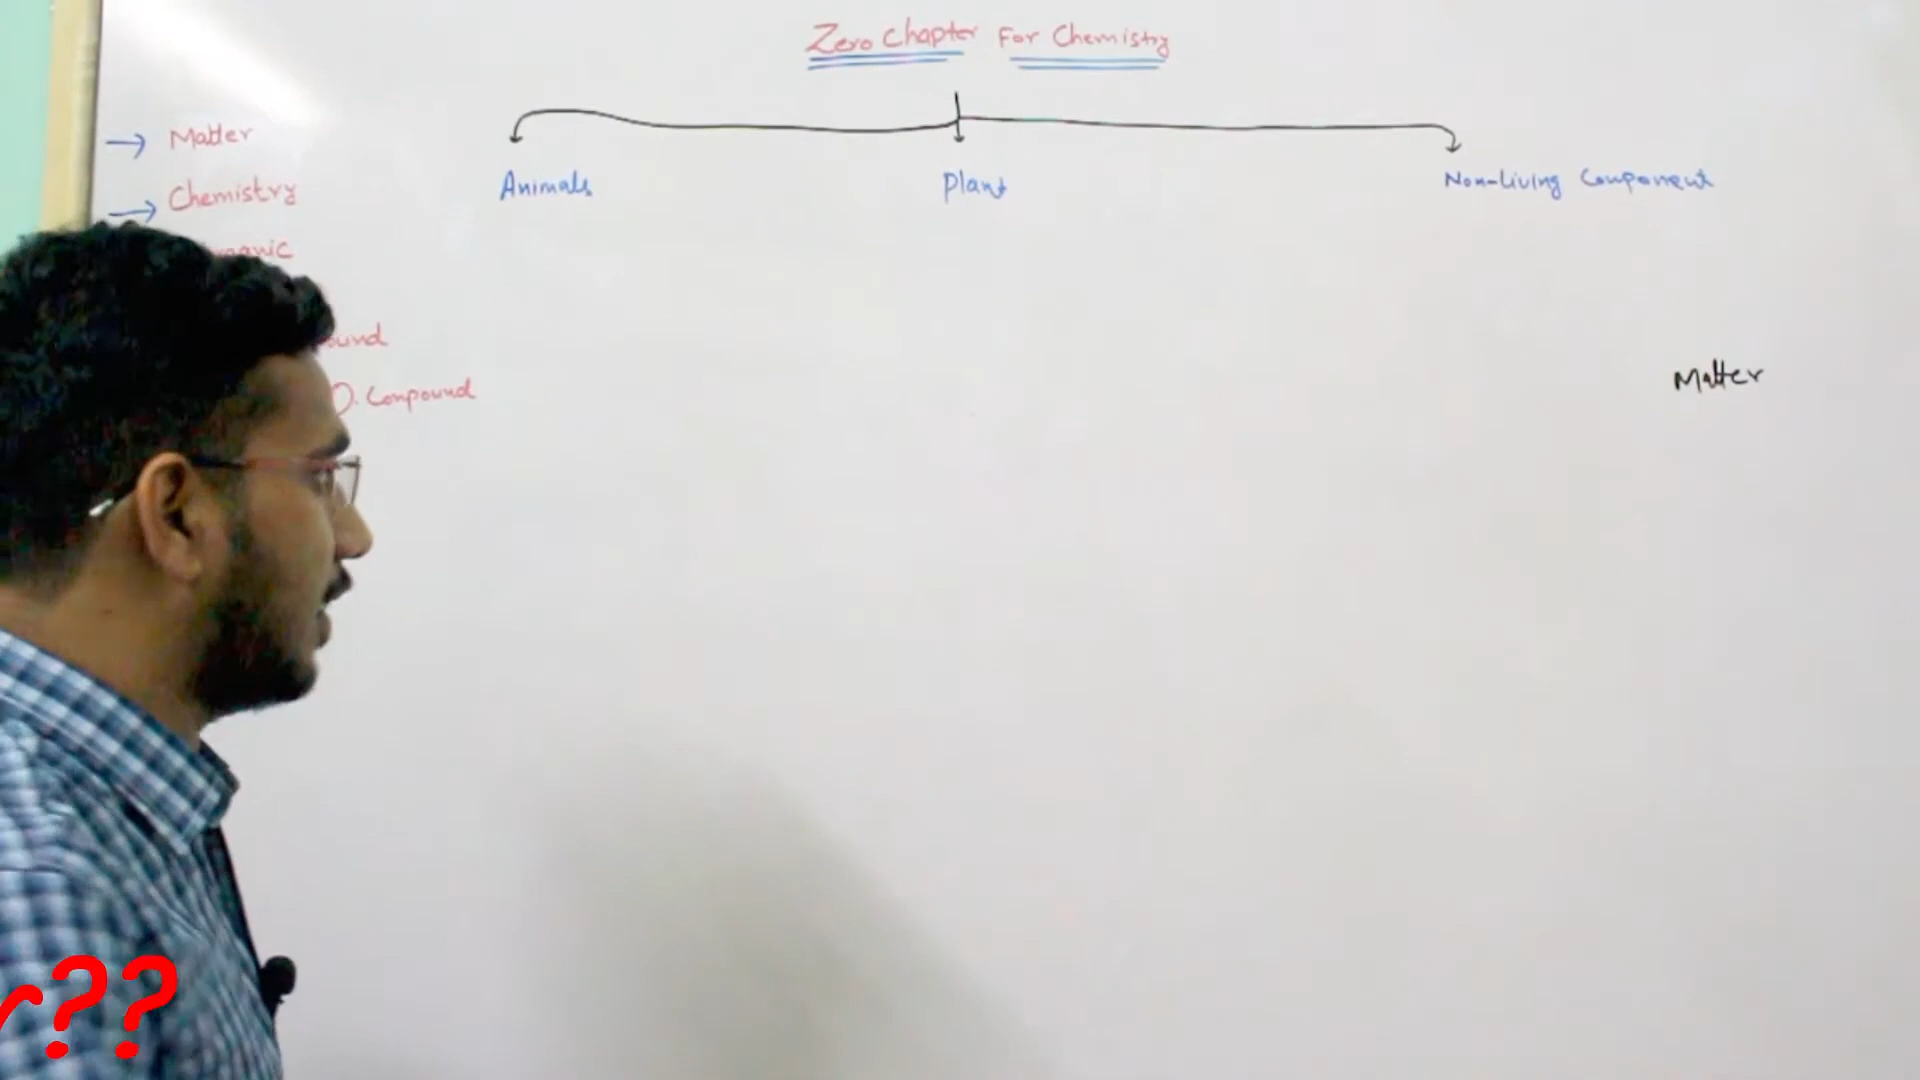 Zero Chapter For Chemistry
Matter
Chemistry
Animals
Plant
Non-Living Component
Matter
O. Compound
??